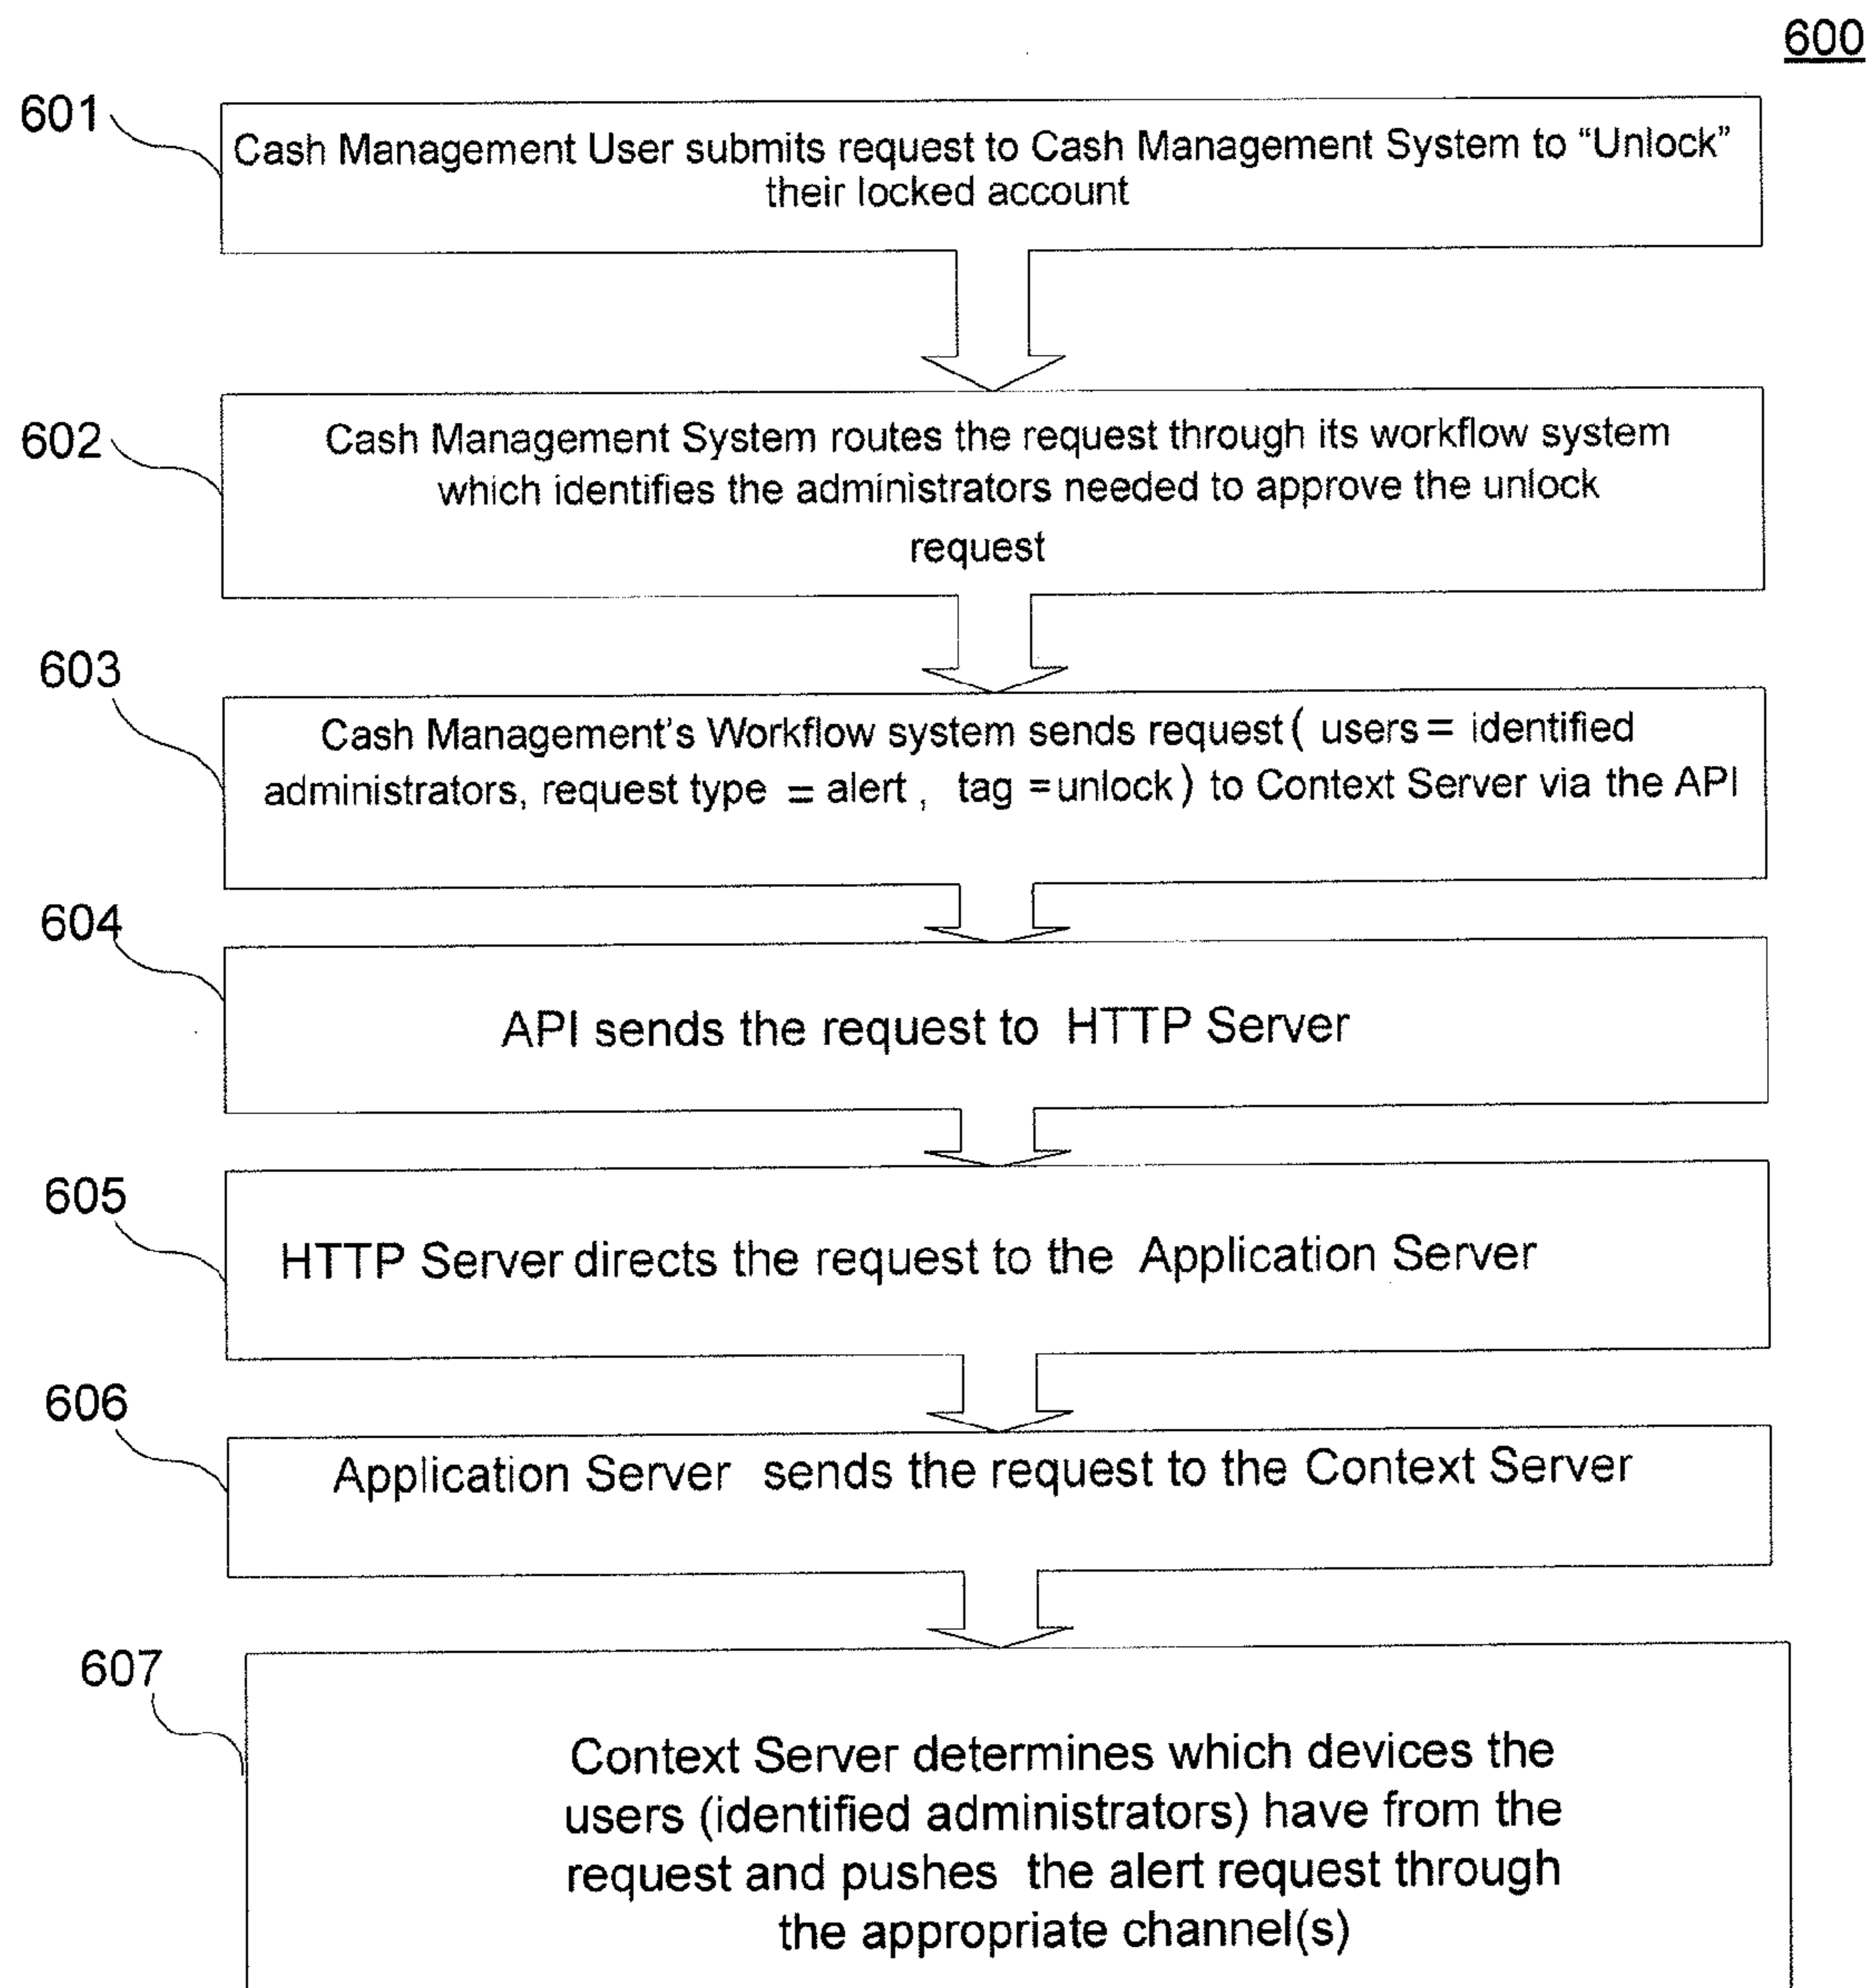 600
601
Cash Management User submits request to Cash Management System to “Unlock”
their locked account
602
Cash Management System routes the request through its workflow system
which identifies the administrators needed to approve the unlock
request
603
Cash Management's Workflow system sends request( users = identified
administrators, request type = alert , tag =unlock) to Context Server via the API
604
API sends the request to HTTP Server
605
HTTP Server directs the request to the Application Server
606
Application Server sends the request to the Context Server
607
Context Server determines which devices the
users (identified administrators) have from the
request and pushes the alert request through
the appropriate channel(s)